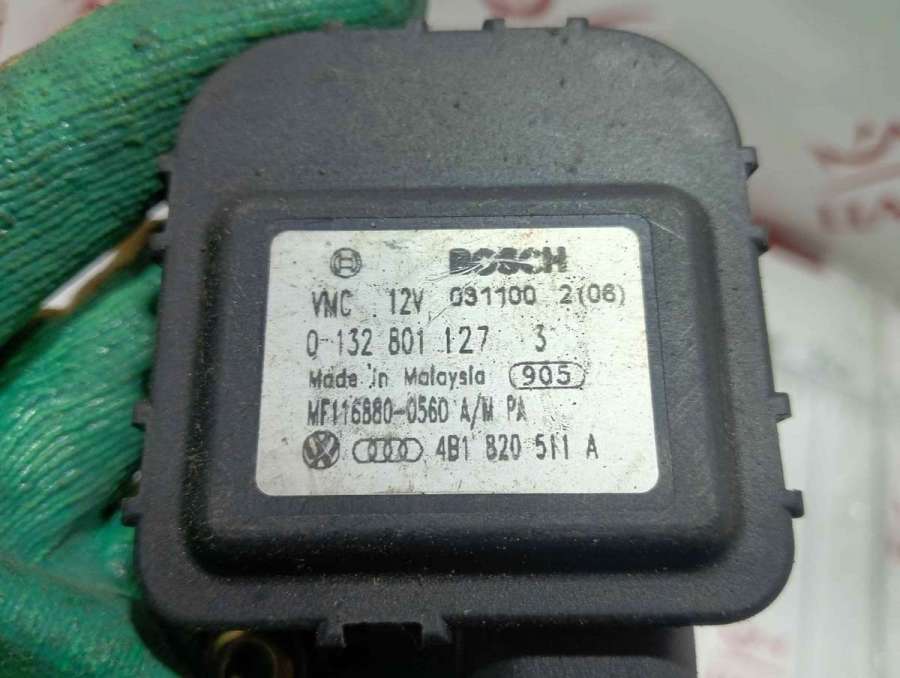 BOSCH
VMC 12V 031100 2(06)
0-132 801 127 3
Made in Malaysia 905
MF116880-0560 A/M PA
4B1 820 511 A